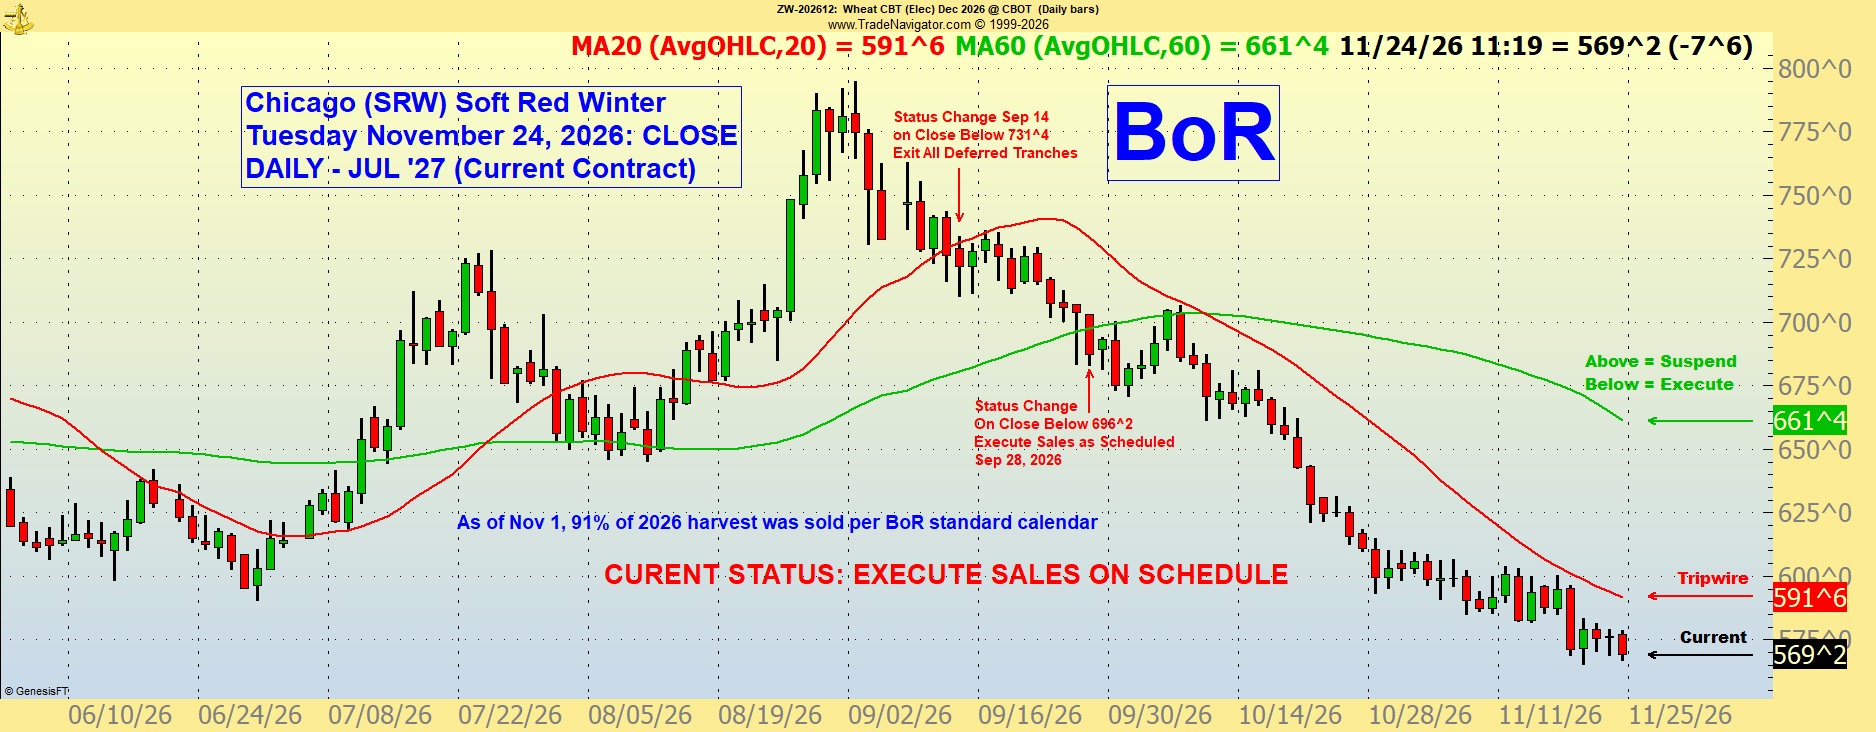 ZW-202612: Wheat CBT (Elec) Dec 2026 @ CBOT (Daily bars)
www.TradeNavigator.com © 1999-2026
MA20 (AvgOHLC,20) = 591^6 MA60 (AvgOHLC,60) = 661^4 11/24/26 11:19 = 569^2 (-7^6)
Chicago (SRW) Soft Red Winter
Tuesday November 24, 2026: CLOSE
DAILY - JUL '27 (Current Contract)
Status Change Sep 14
on Close Below 731^4
Exit All Deferred Tranches
BoR
800^0
775^0
750^0
725^0
700^0
675^0
661^4
650^0
625^0
600^0
591^6
575^0
569^2
Above = Suspend
Below = Execute
Status Change
On Close Below 696^2
Execute Sales as Scheduled
Sep 28, 2026
As of Nov 1, 91% of 2026 harvest was sold per BoR standard calendar
CURENT STATUS: EXECUTE SALES ON SCHEDULE
Tripwire
Current
© GenesisFT
06/10/26 06/24/26 07/08/26 07/22/26 08/05/26 08/19/26 09/02/26 09/16/26 09/30/26 10/14/26 10/28/26 11/11/26 11/25/26